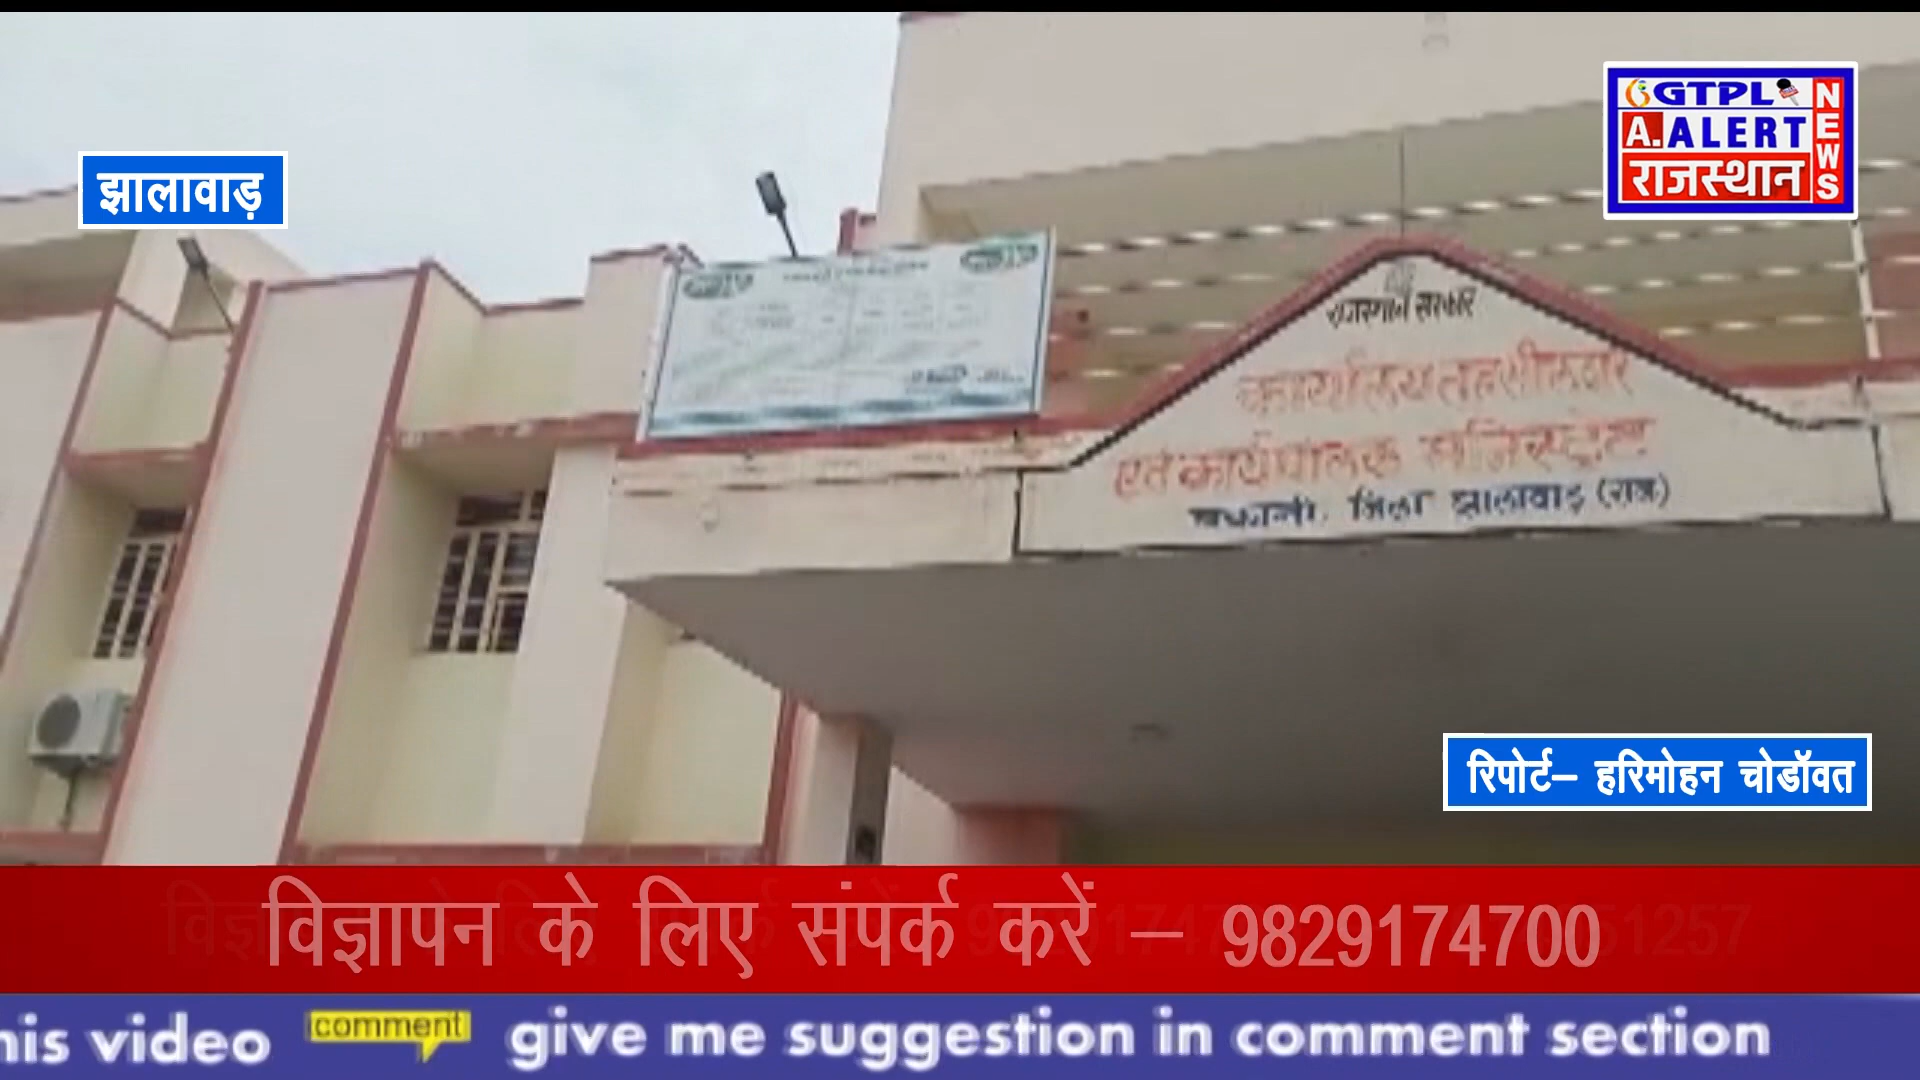 GTPL
A.ALERT
राजस्थान
NEWS
झालावाड़
राजस्थान सरकार
कार्यालय तहसीलदार
एवं कार्यपालक मजिस्ट्रेट
बकानी, जिला झालावाड़ (राज.)
रिपोर्ट– हरिमोहन चोडॉवत
विज्ञापन के लिए संपर्क करें – 9829174700
his video comment give me suggestion in comment section